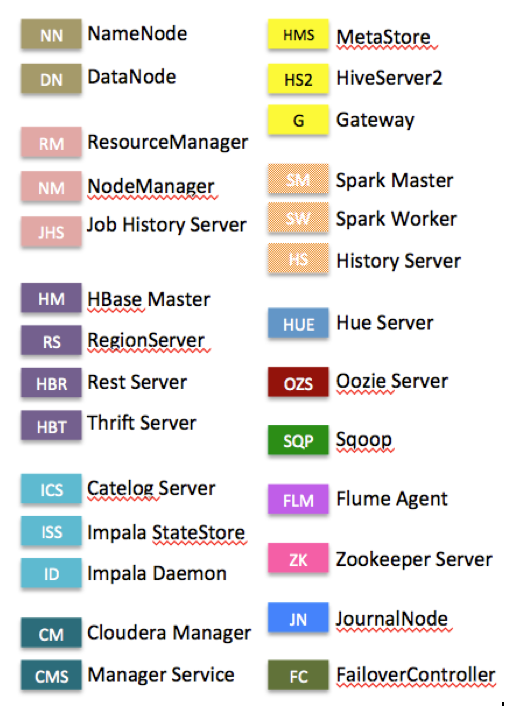 NN NameNode
DN DataNode
RM ResourceManager
NM NodeManager
JHS Job History Server
HM HBase Master
RS RegionServer
HBR Rest Server
HBT Thrift Server
ICS Catelog Server
ISS Impala StateStore
ID Impala Daemon
CM Cloudera Manager
CMS Manager Service
HMS MetaStore
HS2 HiveServer2
G Gateway
SM Spark Master
SW Spark Worker
HS History Server
HUE Hue Server
OZS Oozie Server
SQP Sqoop
FLM Flume Agent
ZK Zookeeper Server
JN JournalNode
FC FailoverController